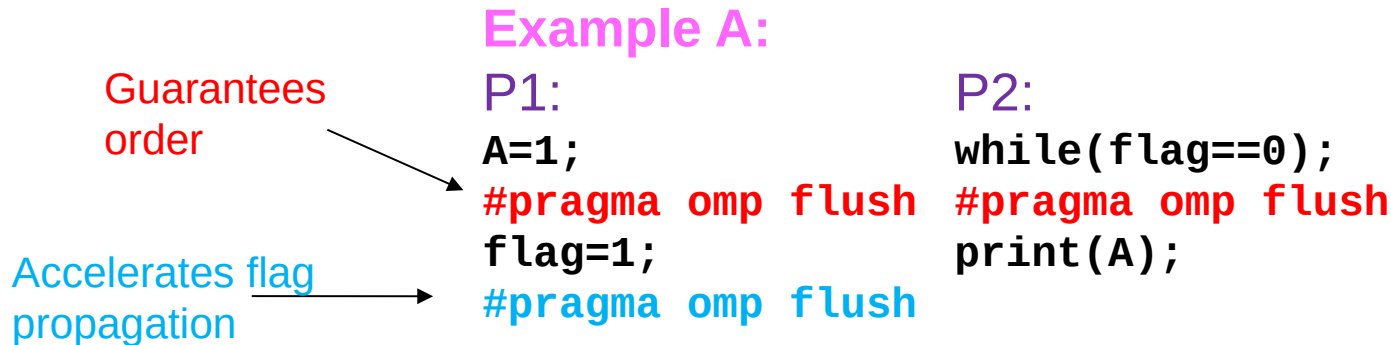 Example A:
Guarantees
order
P1:
A=1;
#pragma omp flush
flag=1;
#pragma omp flush
Accelerates flag
propagation
P2:
while(flag==0);
#pragma omp flush
print(A);